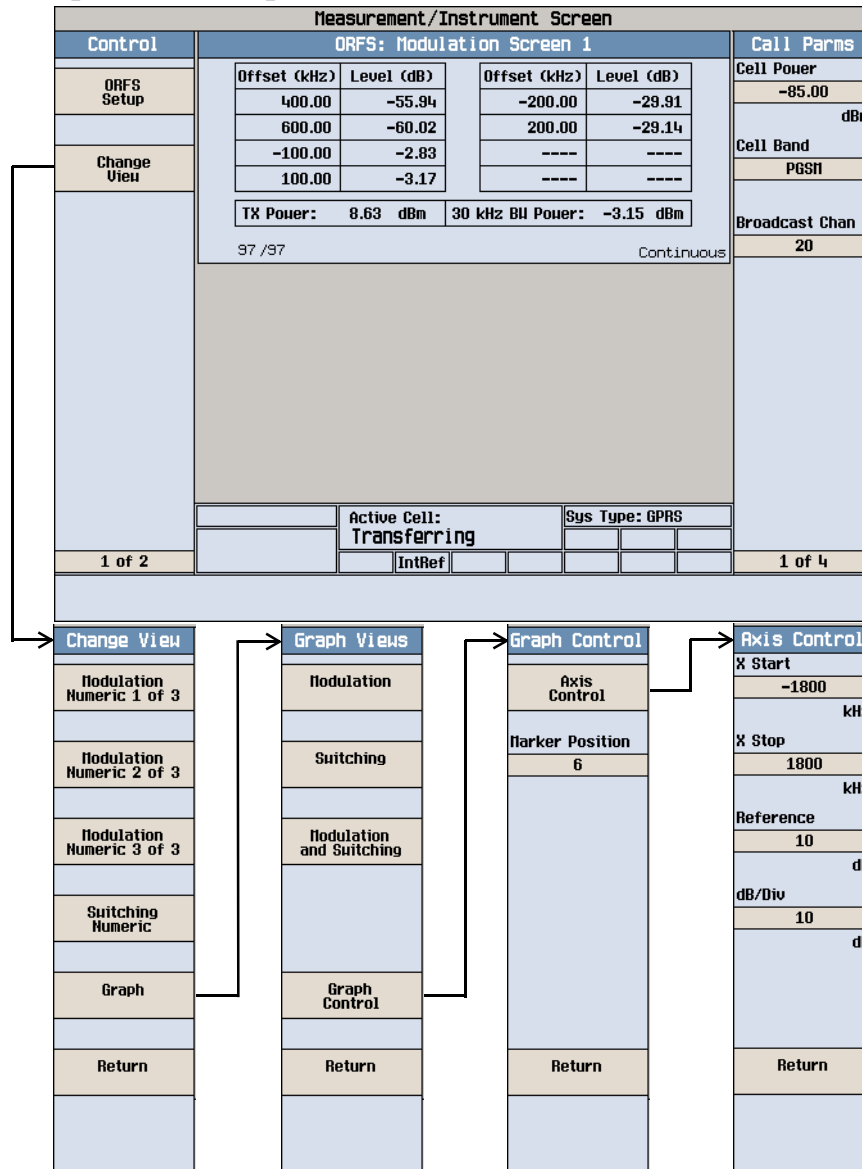 Measurement/Instrument Screen
Control
ORFS: Modulation Screen 1
Call Parms
ORFS
Setup
Change
View
1 of 2
Offset (kHz) Level (dB) Offset (kHz) Level (dB)
400.00 -55.94 -200.00 -29.91
600.00 -60.02 200.00 -29.14
-100.00 -2.83 ---- ----
100.00 -3.17 ---- ----
TX Power: 8.63 dBm 30 kHz BW Power: -3.15 dBm
97 /97 Continuous
Active Cell:
Transferring
Sys Type: GPRS
IntRef
Cell Power
-85.00
dBm
Cell Band
PGSM
Broadcast Chan
20
1 of 4
Change View
Modulation
Numeric 1 of 3
Modulation
Numeric 2 of 3
Modulation
Numeric 3 of 3
Switching
Numeric
Graph
Return
Graph Views
Modulation
Switching
Modulation
and Switching
Graph
Control
Return
Graph Control
Axis
Control
Marker Position
6
Return
Axis Control
X Start
-1800
kHz
X Stop
1800
kHz
Reference
10
dB/Div
10
Return